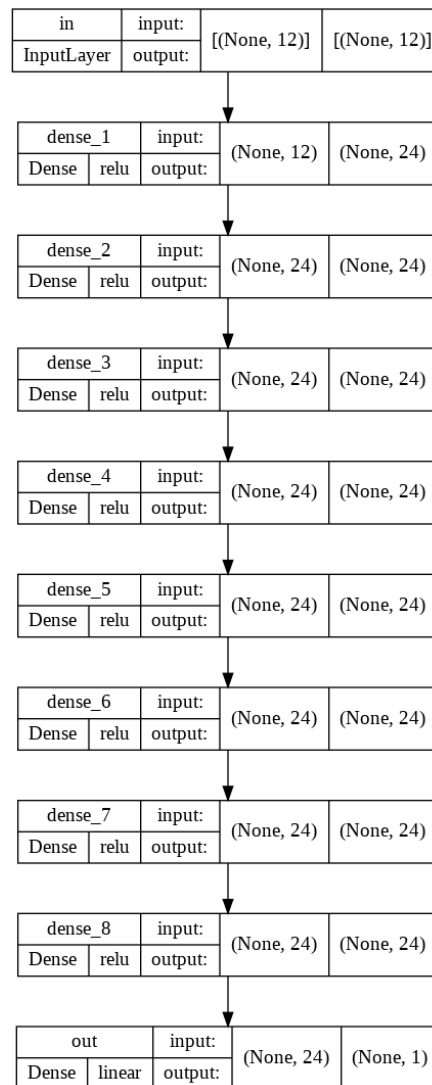 in input: [(None, 12)] [(None, 12)]
InputLayer output:
dense_1 input: (None, 12) (None, 24)
Dense relu output:
dense_2 input: (None, 24) (None, 24)
Dense relu output:
dense_3 input: (None, 24) (None, 24)
Dense relu output:
dense_4 input: (None, 24) (None, 24)
Dense relu output:
dense_5 input: (None, 24) (None, 24)
Dense relu output:
dense_6 input: (None, 24) (None, 24)
Dense relu output:
dense_7 input: (None, 24) (None, 24)
Dense relu output:
dense_8 input: (None, 24) (None, 24)
Dense relu output:
out input: (None, 24) (None, 1)
Dense linear output: